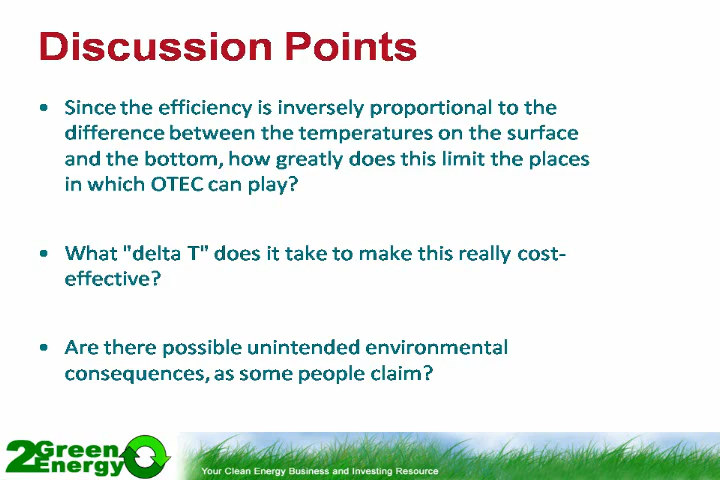 Discussion Points
• Since the efficiency is inversely proportional to the
difference between the temperatures on the surface
and the bottom, how greatly does this limit the places
in which OTEC can play?
• What "delta T" does it take to make this really cost-
effective?
• Are there possible unintended environmental
consequences, as some people claim?
2Green
Energy
Your Clean Energy Business and Investing Resource